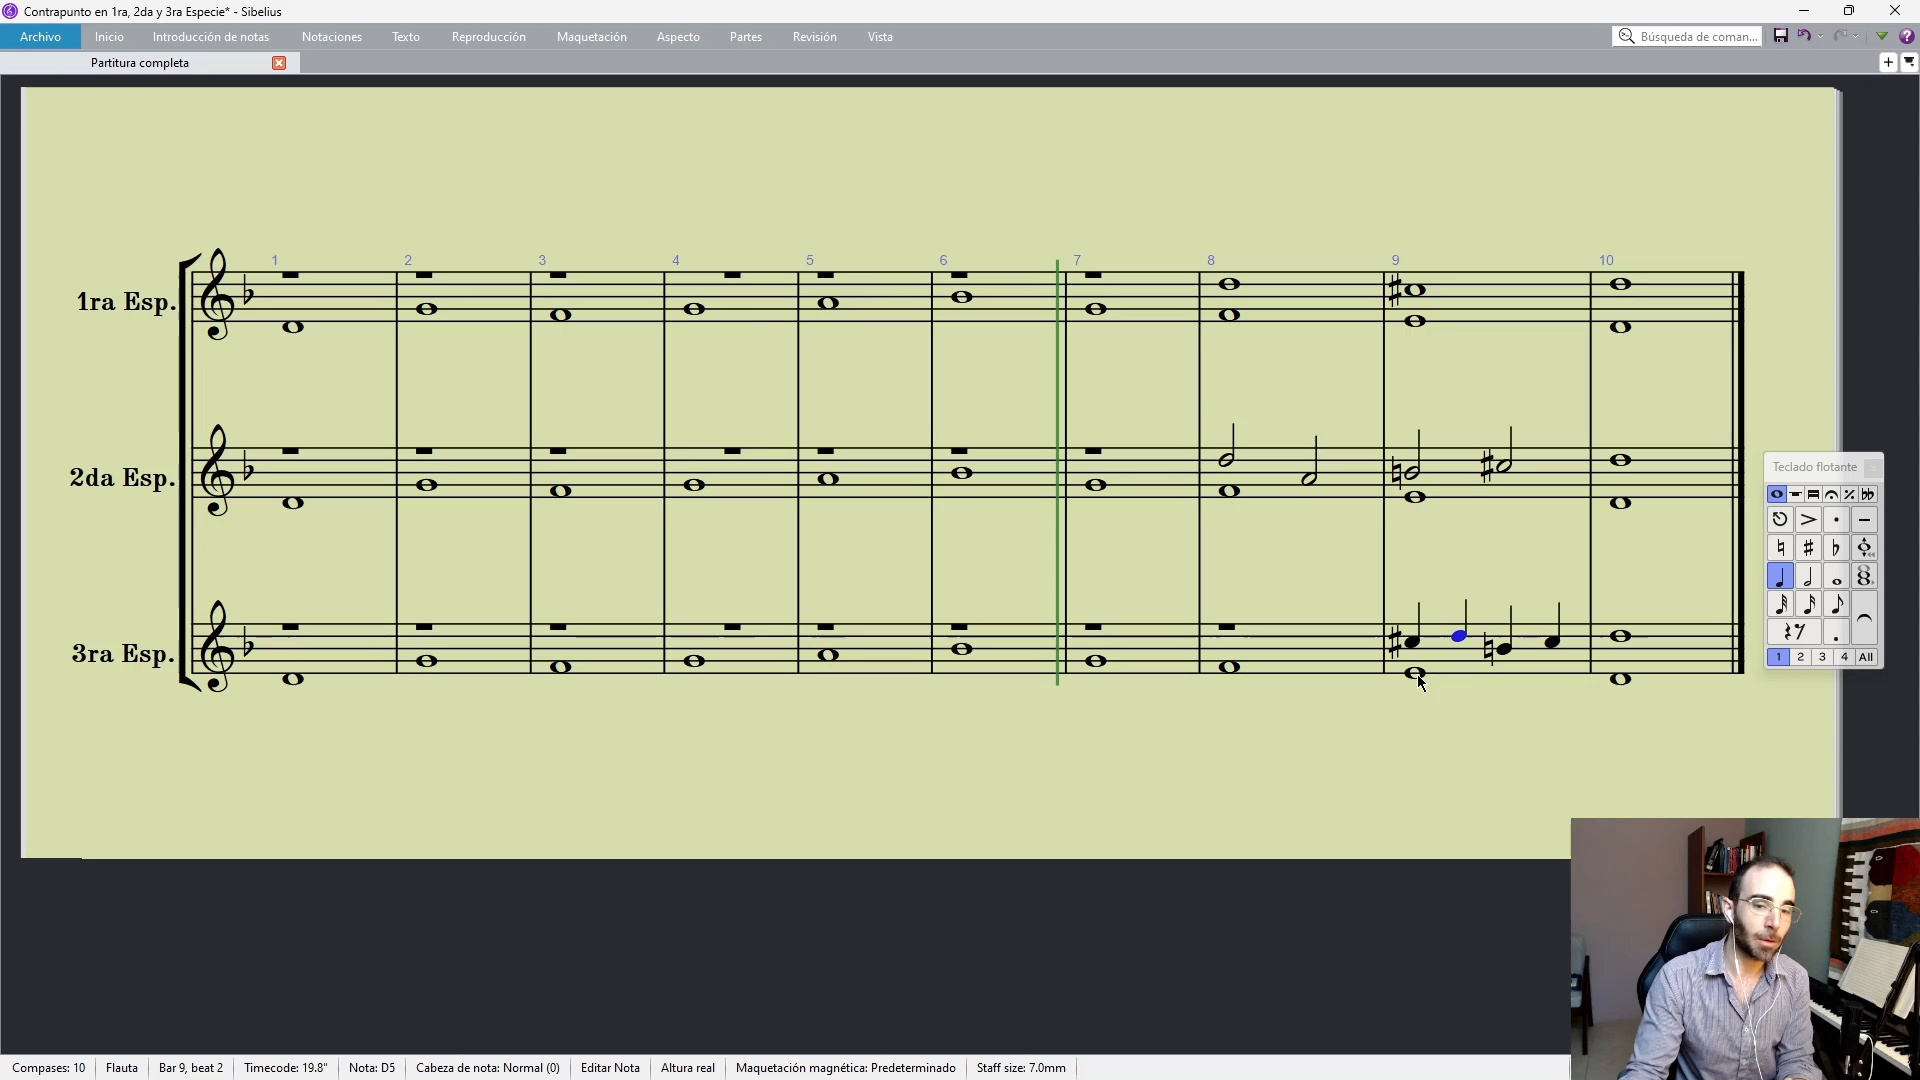 Contrapunto en 1ra, 2da y 3ra Especie* - Sibelius
Archivo Inicio Introducción de notas Notaciones Texto Reproducción Maquetación Aspecto Partes Revisión Vista Búsqueda de coman...
Partitura completa
1 2 3 4 5 6 7 8 9 10
1ra Esp.
2da Esp.
3ra Esp.
Teclado flotante
1 2 3 4 All
Compases: 10 Flauta Bar 9, beat 2 Timecode: 19.8" Nota: D5 Cabeza de nota: Normal (0) Editar Nota Altura real Maquetación magnética: Predeterminado Staff size: 7.0mm